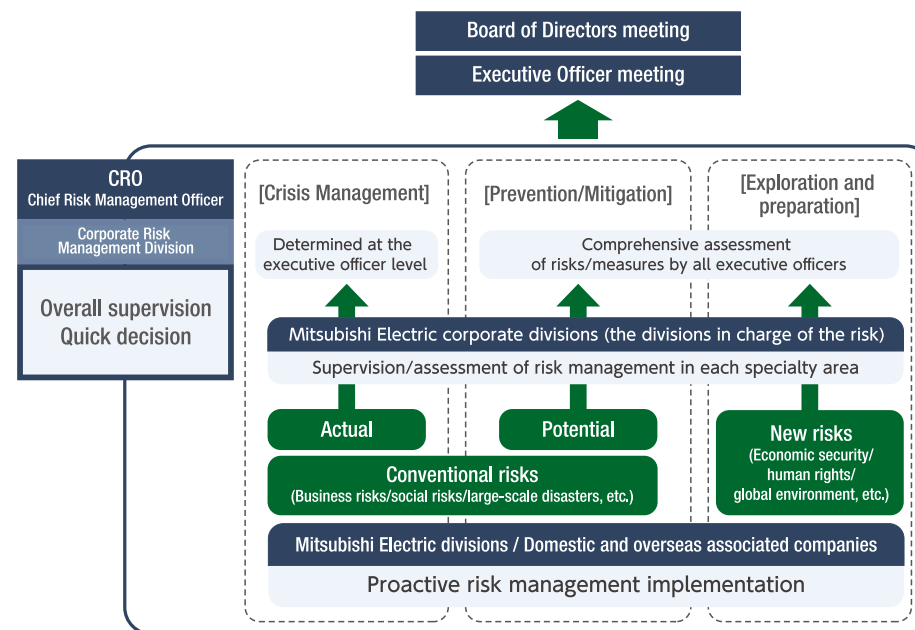 Board of Directors meeting
Executive Officer meeting
CRO
Chief Risk Management Officer
Corporate Risk
Management Division
Overall supervision
Quick decision
[Crisis Management]
[Prevention/Mitigation]
[Exploration and
preparation]
Determined at the
executive officer level
Comprehensive assessment
of risks/measures by all executive officers
Mitsubishi Electric corporate divisions (the divisions in charge of the risk)
Supervision/assessment of risk management in each specialty area
Actual
Potential
New risks
(Economic security/
human rights/
global environment, etc.)
Conventional risks
(Business risks/social risks/large-scale disasters, etc.)
Mitsubishi Electric divisions / Domestic and overseas associated companies
Proactive risk management implementation